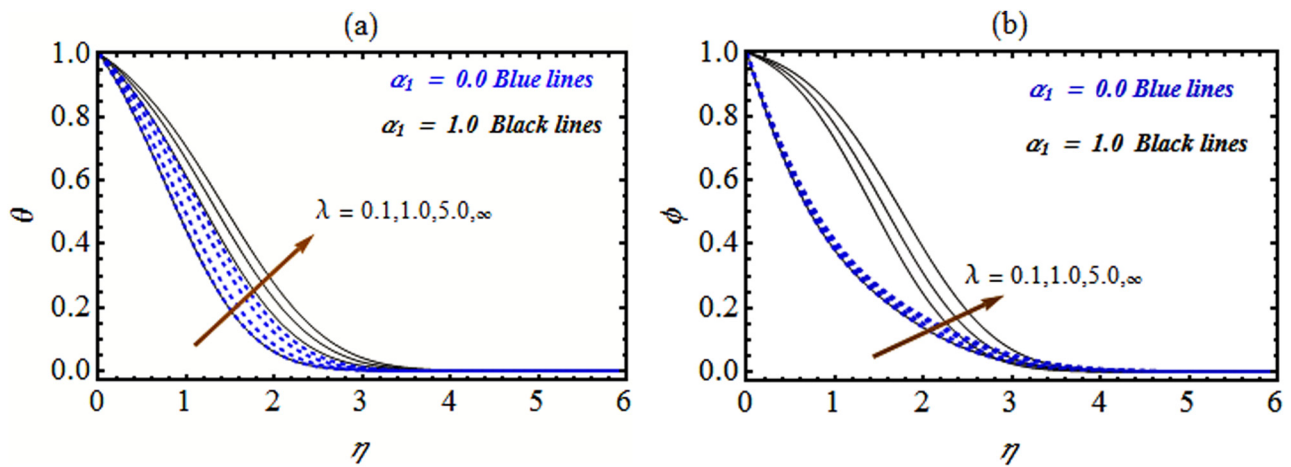 (a)
α₁ = 0.0 Blue lines
α₁ = 1.0 Black lines
λ = 0.1,1.0,5.0,∞
θ
1.0
0.8
0.6
0.4
0.2
0.0
0 1 2 3 4 5 6
η
(b)
α₁ = 0.0 Blue lines
α₁ = 1.0 Black lines
λ = 0.1,1.0,5.0,∞
ϕ
1.0
0.8
0.6
0.4
0.2
0.0
0 1 2 3 4 5 6
η